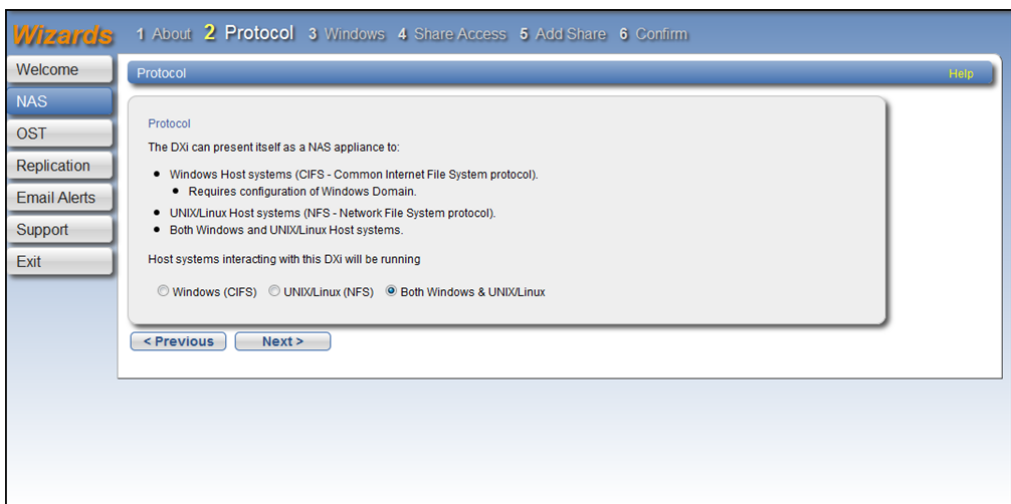 Wizards
1 About 2 Protocol 3 Windows 4 Share Access 5 Add Share 6 Confirm
Welcome
NAS
OST
Replication
Email Alerts
Support
Exit
Protocol
Help
Protocol
The DXi can present itself as a NAS appliance to:
• Windows Host systems (CIFS - Common Internet File System protocol).
• Requires configuration of Windows Domain.
• UNIX/Linux Host systems (NFS - Network File System protocol).
• Both Windows and UNIX/Linux Host systems.
Host systems interacting with this DXi will be running
Windows (CIFS) UNIX/Linux (NFS) Both Windows & UNIX/Linux
< Previous Next >